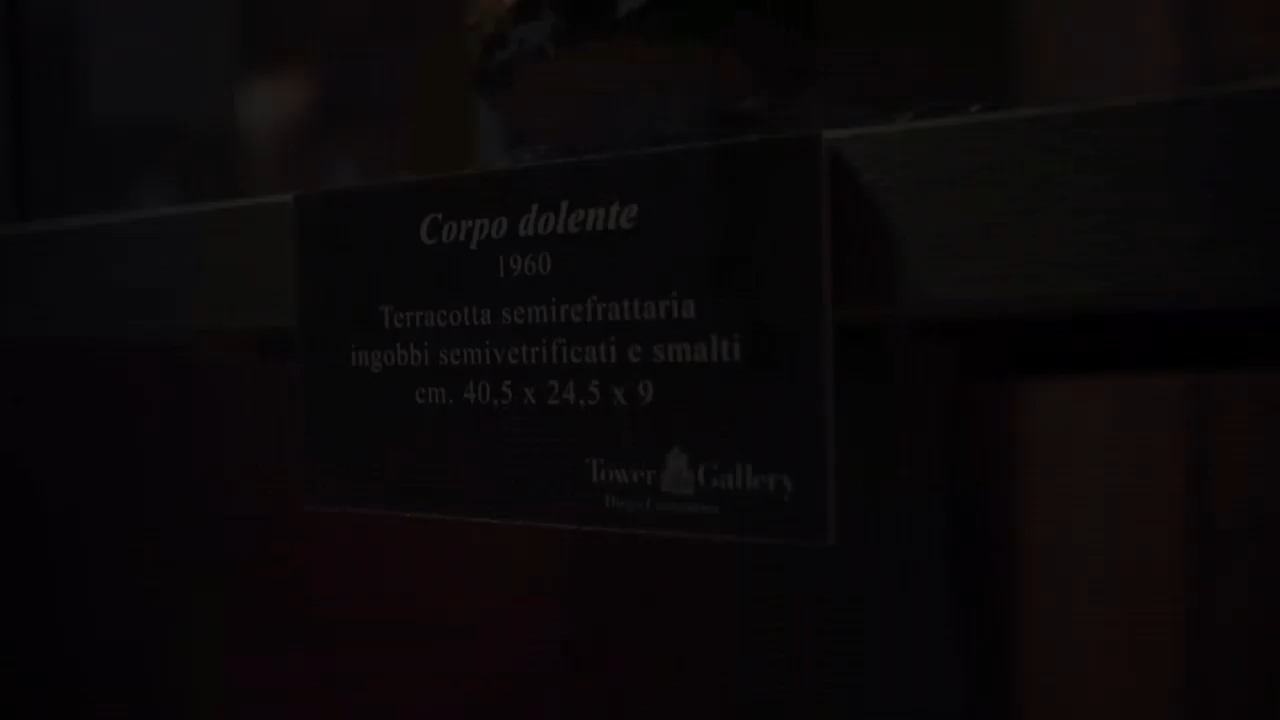 Corpo dolente
1960
Terracotta semirefrattaria
ingobbi semivetrificati e smalti
cm. 40,5 x 24,5 x 9
Tower Gallery